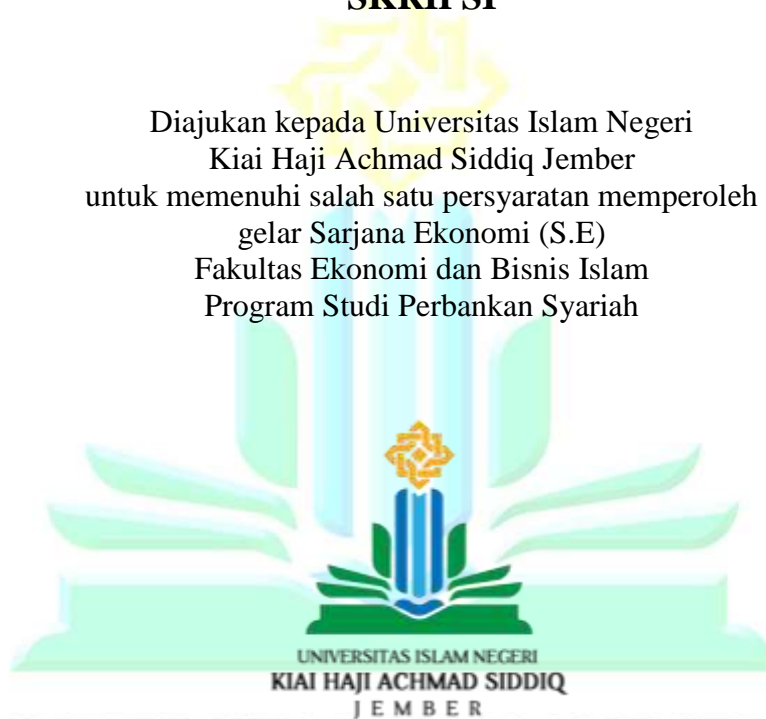 SKRIPSI
Diajukan kepada Universitas Islam Negeri
Kiai Haji Achmad Siddiq Jember
untuk memenuhi salah satu persyaratan memperoleh
gelar Sarjana Ekonomi (S.E)
Fakultas Ekonomi dan Bisnis Islam
Program Studi Perbankan Syariah
UNIVERSITAS ISLAM NEGERI
KIAI HAJI ACHMAD SIDDIQ
JEMBER